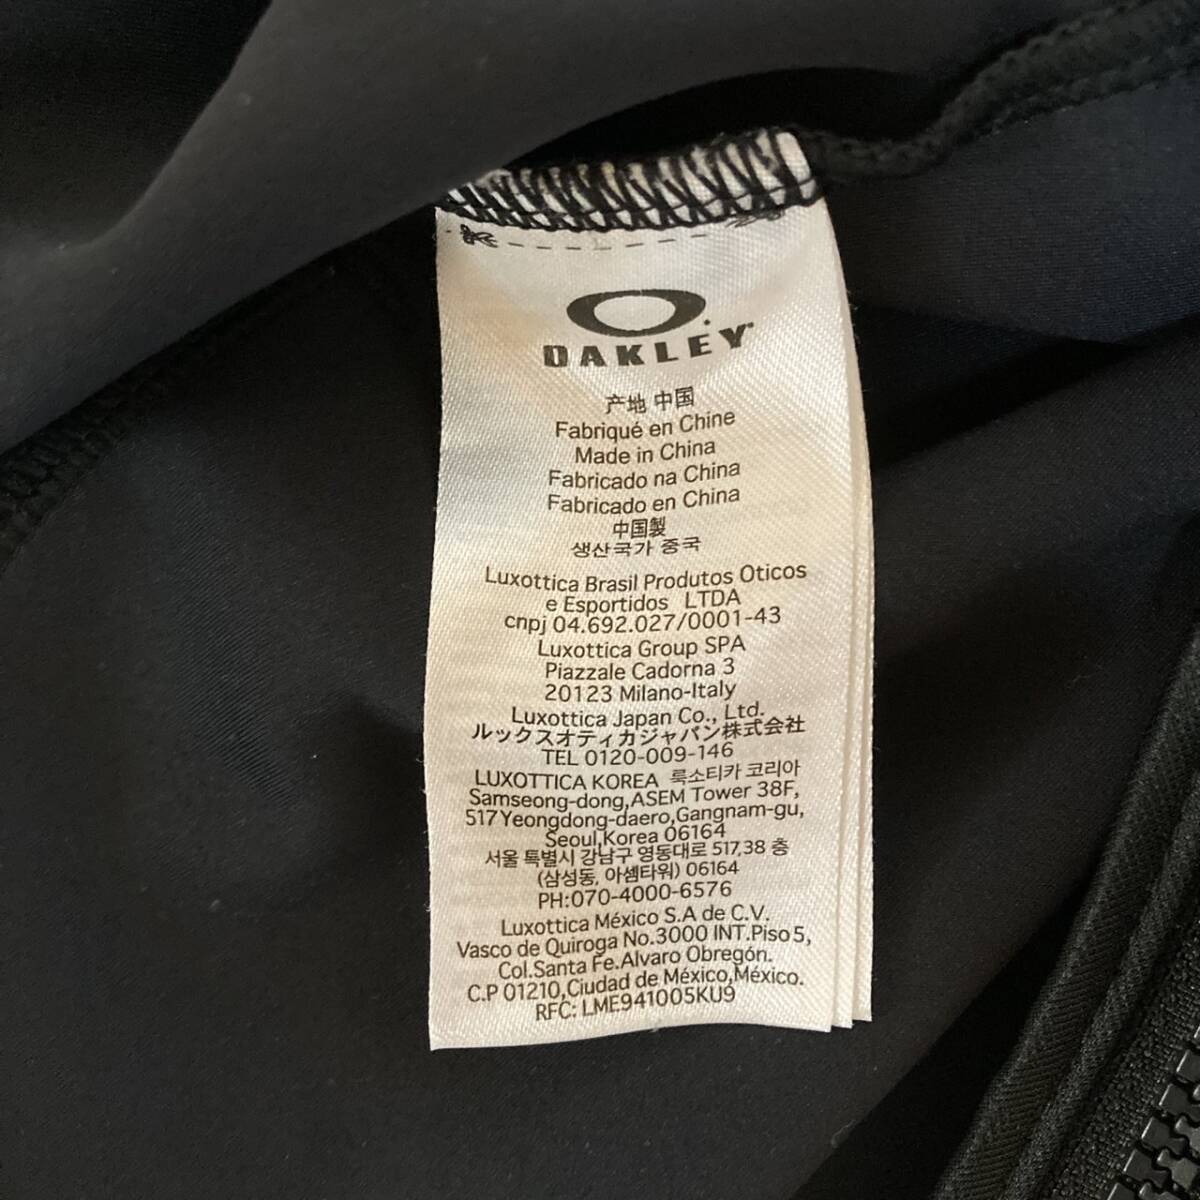 OAKLEY
产地 中国
Fabriqué en Chine
Made in China
Fabricado na China
Fabricado en China
中国製
생산국가 중국
Luxottica Brasil Produtos Oticos
e Esportidos LTDA
cnpj 04.692.027/0001-43
Luxottica Group SPA
Piazzale Cadorna 3
20123 Milano-Italy
Luxottica Japan Co., Ltd.
ルックスオティカジャパン株式会社
TEL 0120-009-146
LUXOTTICA KOREA 룩소티카 코리아
Samseong-dong,ASEM Tower 38F,
517 Yeongdong-daero,Gangnam-gu,
Seoul,Korea 06164
서울 특별시 강남구 영동대로 517,38 층
(삼성동, 아셈타워) 06164
PH:070-4000-6576
Luxottica México S.A de C.V.
Vasco de Quiroga No.3000 INT.Piso 5,
Col.Santa Fe.Alvaro Obregón.
C.P 01210,Ciudad de México,México.
RFC: LME941005KU9